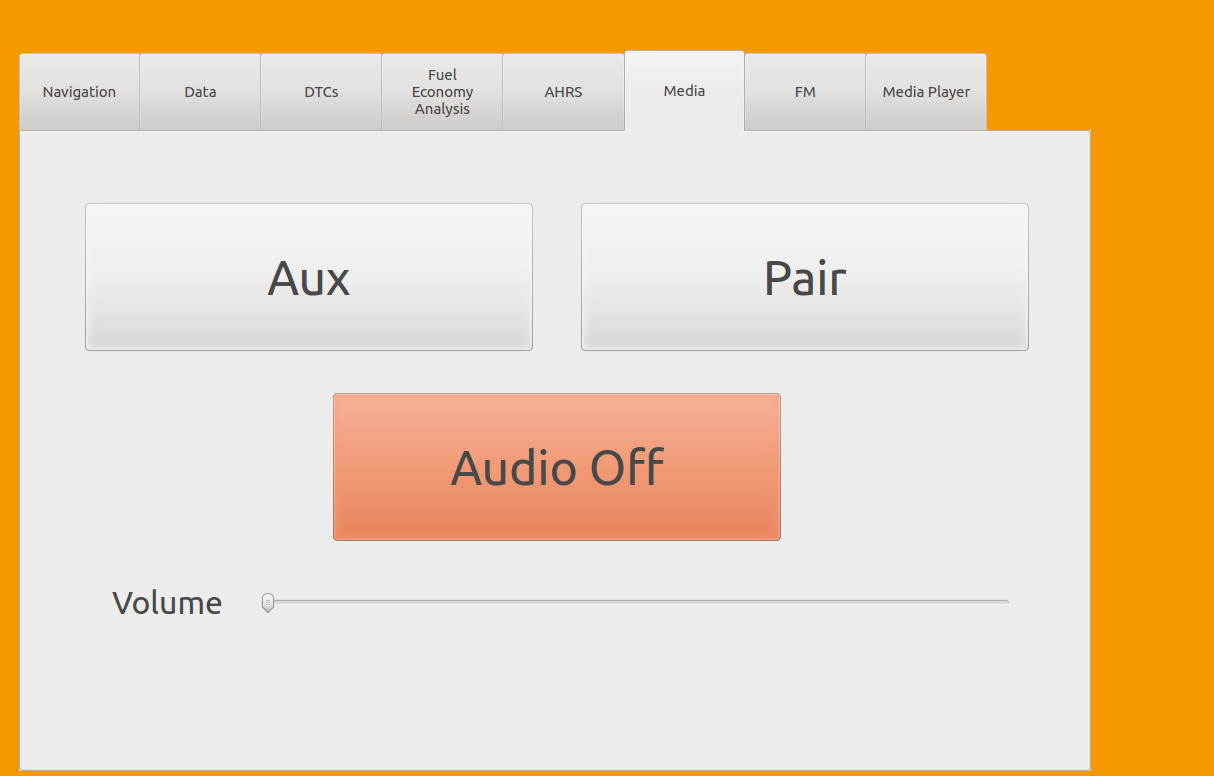 Navigation
Data
DTCs
Fuel
Economy
Analysis
AHRS
Media
FM
Media Player
Aux
Pair
Audio Off
Volume